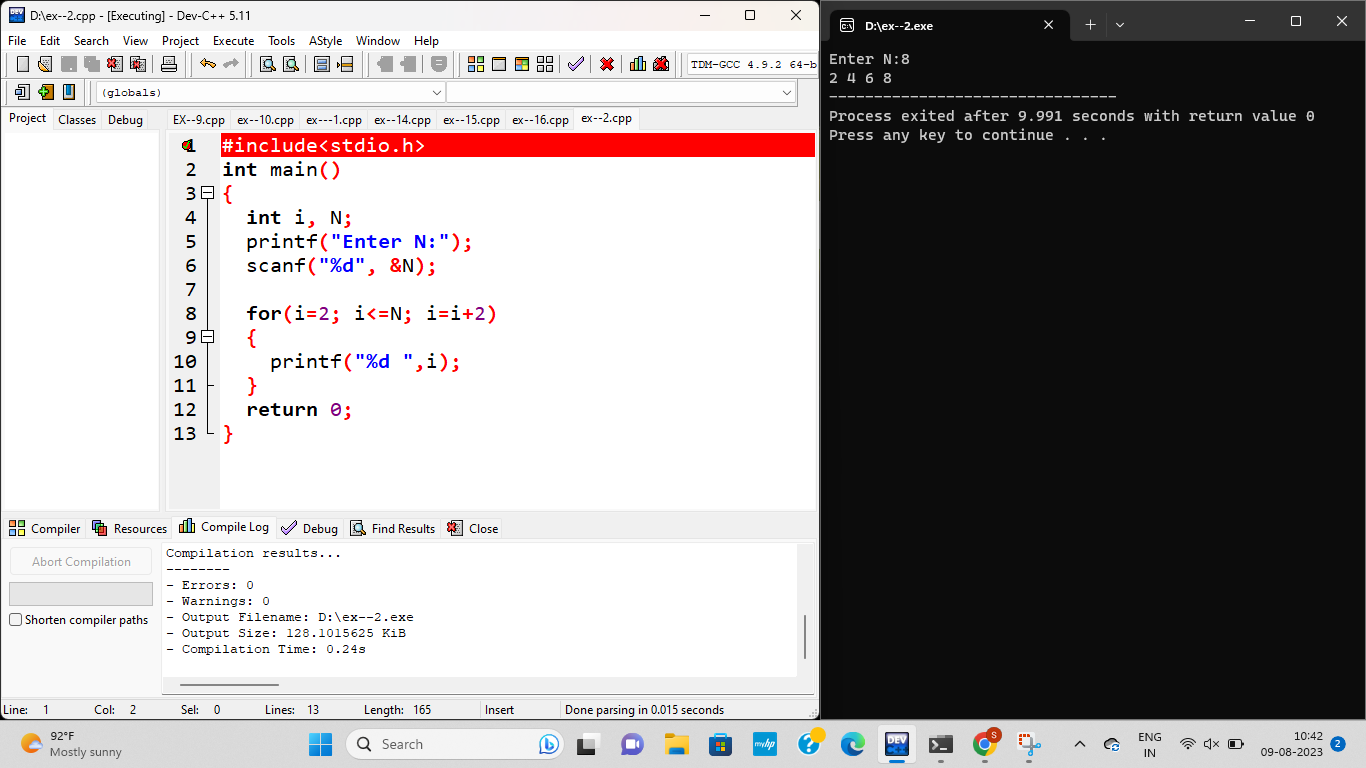 D:\ex--2.cpp - [Executing] - Dev-C++ 5.11
File Edit Search View Project Execute Tools AStyle Window Help
TDM-GCC 4.9.2 64-b
(globals)
Project Classes Debug
EX--9.cpp ex--10.cpp ex---1.cpp ex--14.cpp ex--15.cpp ex--16.cpp ex--2.cpp
1 #include<stdio.h>
2 int main()
3 {
4 int i, N;
5 printf("Enter N:");
6 scanf("%d", &N);
7
8 for(i=2; i<=N; i=i+2)
9 {
10 printf("%d ",i);
11 }
12 return 0;
13 }
Compiler Resources Compile Log Debug Find Results Close
Abort Compilation
Shorten compiler paths
Compilation results...
--------
- Errors: 0
- Warnings: 0
- Output Filename: D:\ex--2.exe
- Output Size: 128.1015625 KiB
- Compilation Time: 0.24s
Line: 1 Col: 2 Sel: 0 Lines: 13 Length: 165 Insert Done parsing in 0.015 seconds
D:\ex--2.exe
Enter N:8
2 4 6 8
--------------------------------
Process exited after 9.991 seconds with return value 0
Press any key to continue . . .
92°F
Mostly sunny
Search
myhp
DEV
S
ENG
IN
10:42
09-08-2023
2